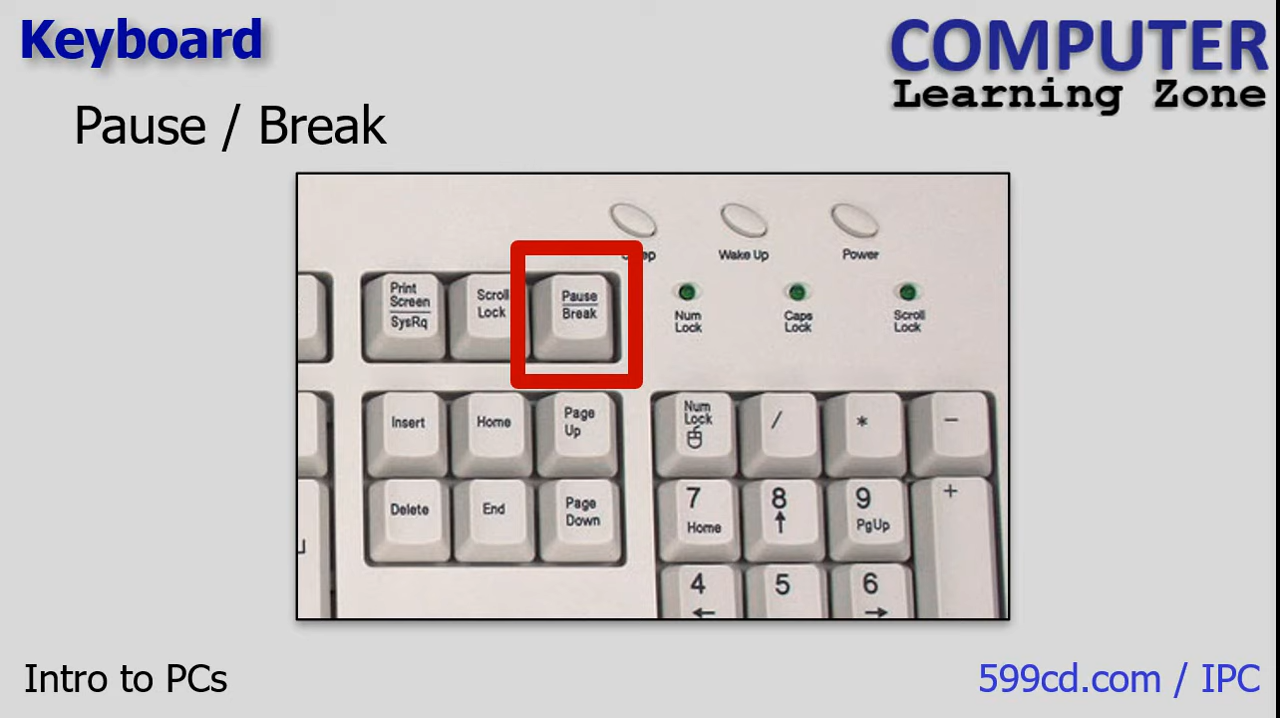 Keyboard
COMPUTER
Learning Zone
Pause / Break
Wake Up
Power
Print
Screen
SysRq
Scroll
Lock
Pause
Break
Num
Lock
Caps
Lock
Scroll
Lock
Insert
Home
Page
Up
Num
Lock
/
*
-
Delete
End
Page
Down
7
Home
8
↑
9
PgUp
+
4
←
5
6
→
Intro to PCs
599cd.com / IPC